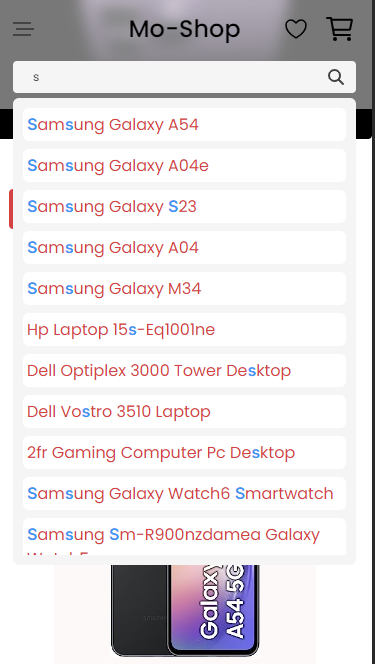 Mo-Shop
s
Samsung Galaxy A54
Samsung Galaxy A04e
Samsung Galaxy S23
Samsung Galaxy A04
Samsung Galaxy M34
Hp Laptop 15s-Eq1001ne
Dell Optiplex 3000 Tower Desktop
Dell Vostro 3510 Laptop
2fr Gaming Computer Pc Desktop
Samsung Galaxy Watch6 Smartwatch
Samsung Sm-R900nzdamea Galaxy
Galaxy
A54 5G